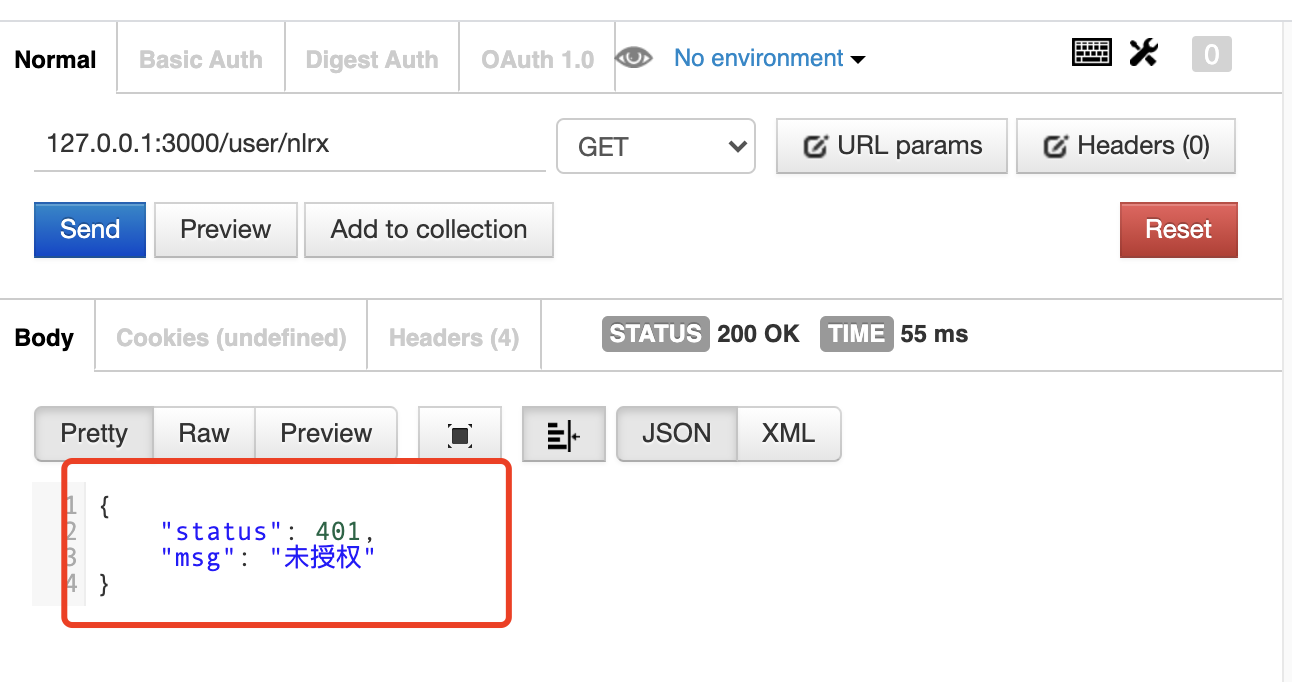 Normal Basic Auth Digest Auth OAuth 1.0 No environment 0
127.0.0.1:3000/user/nlrx GET URL params Headers (0)
Send Preview Add to collection Reset
Body Cookies (undefined) Headers (4) STATUS 200 OK TIME 55 ms
Pretty Raw Preview JSON XML
1 {
2 "status": 401,
3 "msg": "未授权"
4 }